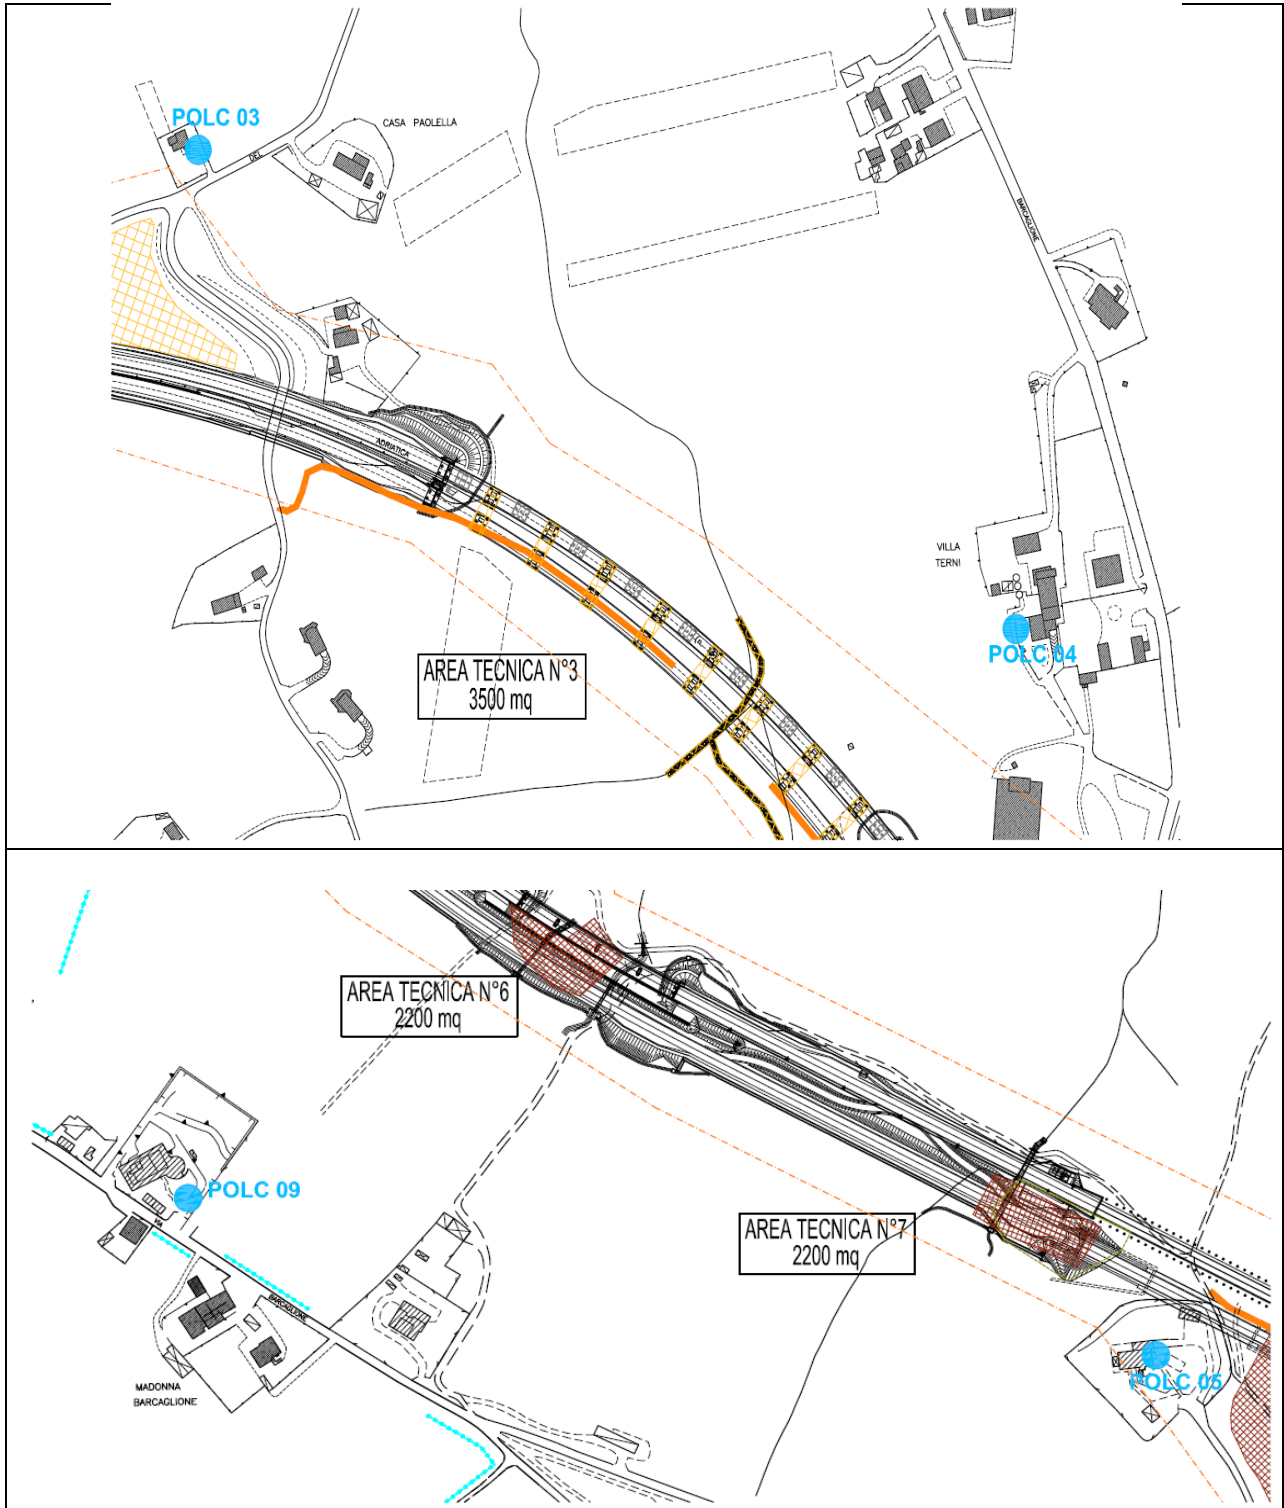 POLC 03
CASA PAOLELLA
DEL
BARCAGLIONE
ADRIATICA
VILLA
TERNI
POLC 04
AREA TECNICA N°3
3500 mq
AREA TECNICA N°6
2200 mq
POLC 09
VIA
AREA TECNICA N°7
2200 mq
BARCAGLIONE
POLC 05
MADONNA
BARCAGLIONE